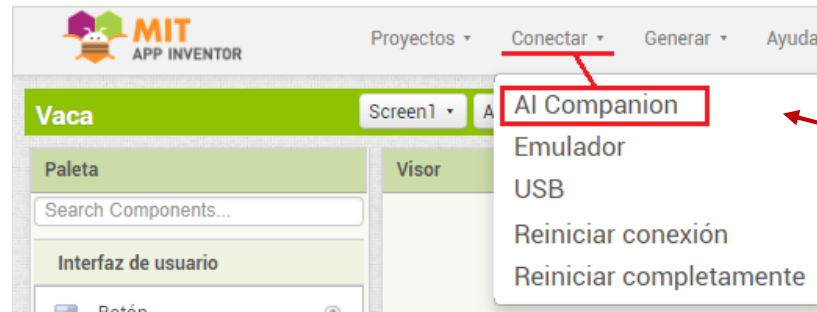 MIT
APP INVENTOR
Proyectos Conectar Generar Ayuda
Vaca Screen1 A
AI Companion
Emulador
USB
Reiniciar conexión
Reiniciar completamente
Paleta
Visor
Search Components...
Interfaz de usuario
Botón